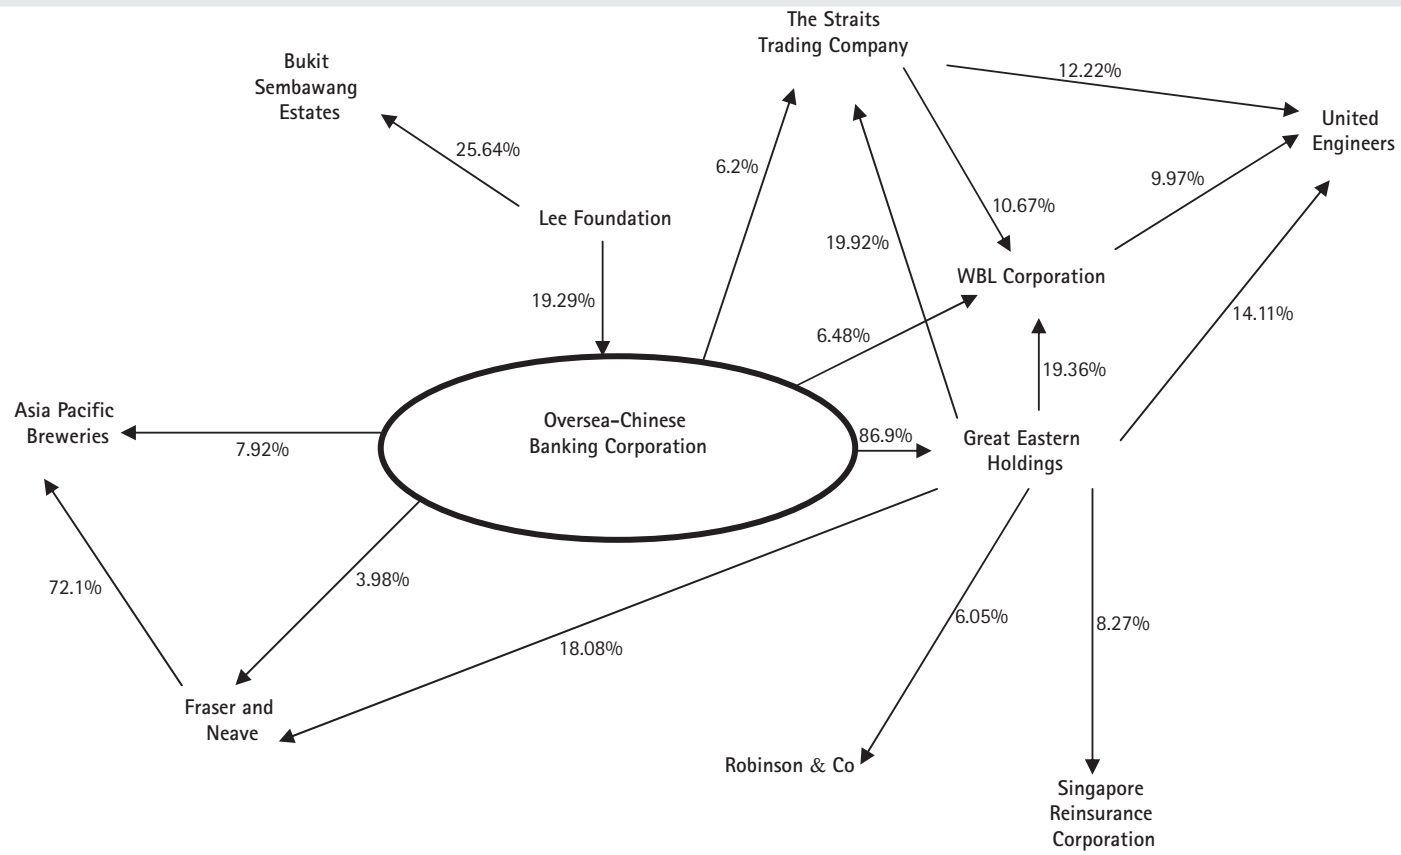 The Straits
Trading Company
Bukit
Sembawang
Estates
12.22%
United
Engineers
25.64%
6.2%
9.97%
10.67%
Lee Foundation
19.92%
WBL Corporation
19.29%
14.11%
6.48%
19.36%
Asia Pacific
Breweries
7.92%
Oversea-Chinese
Banking Corporation
86.9%
Great Eastern
Holdings
72.1%
3.98%
18.08%
6.05%
8.27%
Fraser and
Neave
Robinson & Co
Singapore
Reinsurance
Corporation